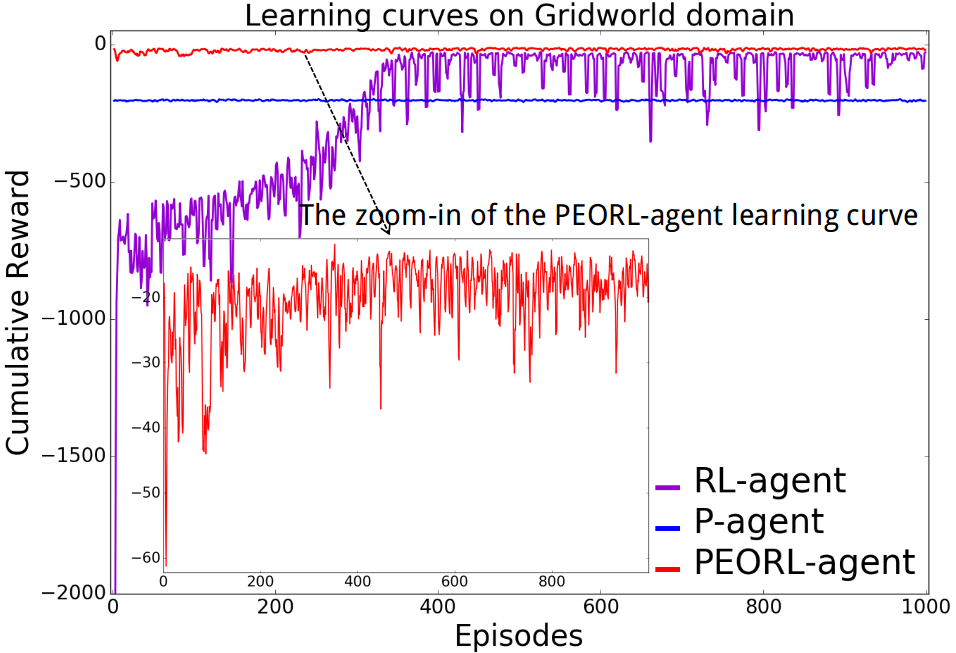 Learning curves on Gridworld domain
Cumulative Reward
0
−500
−1000
−1500
−2000
The zoom-in of the PEORL-agent learning curve
−20
−30
−40
−50
−60
0 200 400 600 800
RL-agent
P-agent
PEORL-agent
0 200 400 600 800 1000
Episodes